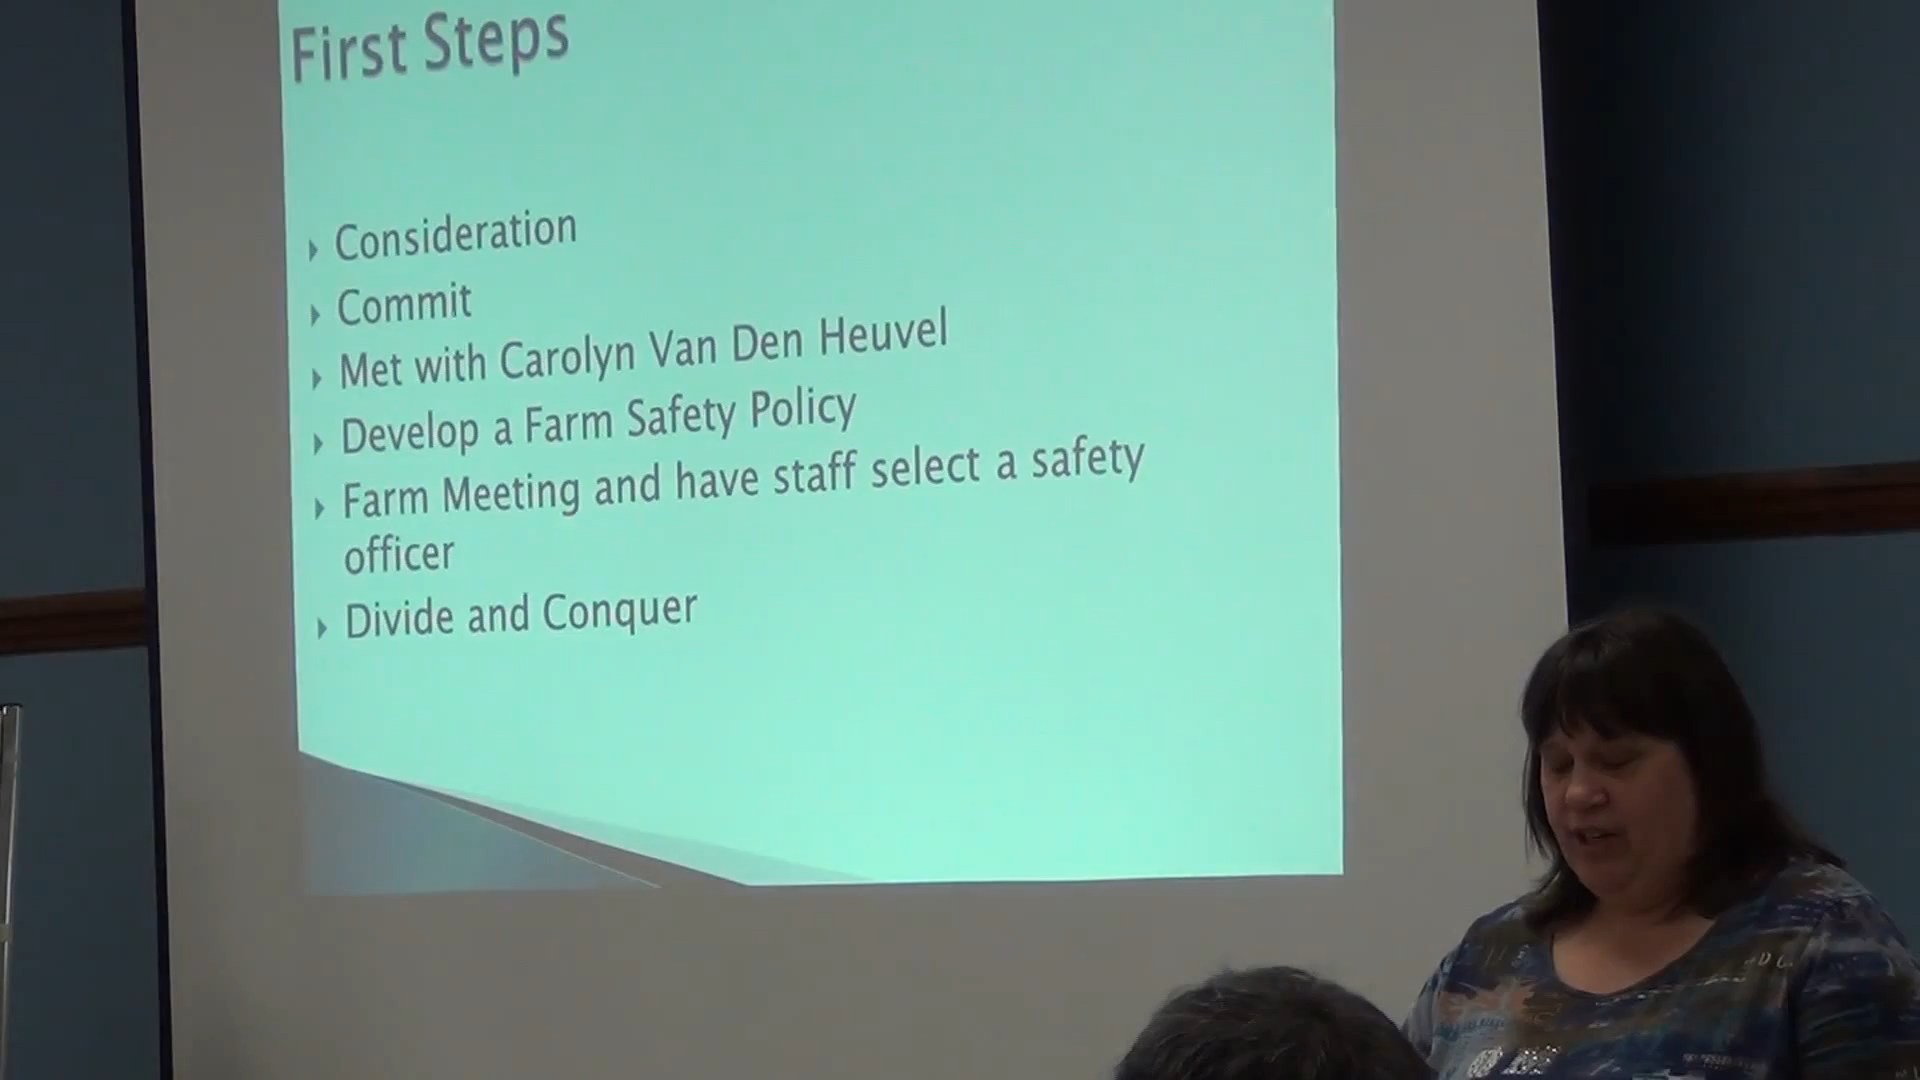 First Steps
Consideration
Commit
Met with Carolyn Van Den Heuvel
Develop a Farm Safety Policy
Farm Meeting and have staff select a safety
officer
Divide and Conquer